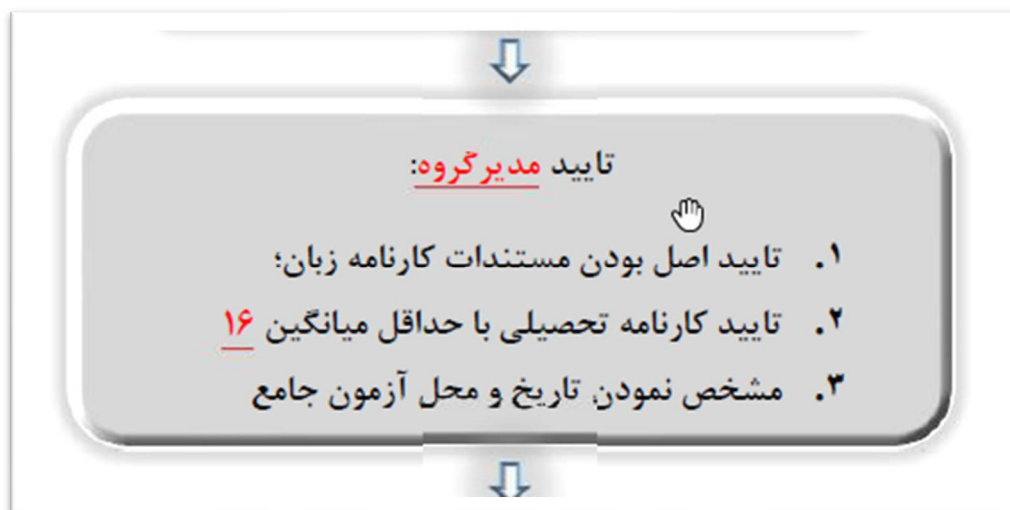 تایید مدیرگروه:
۱. تایید اصل بودن مستندات کارنامه زبان؛
۲. تایید کارنامه تحصیلی با حداقل میانگین ۱۶
۳. مشخص نمودن تاریخ و محل آزمون جامع